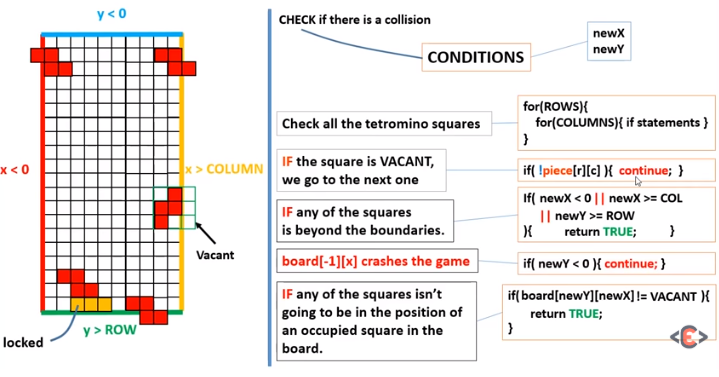 y < 0
x < 0
x > COLUMN
Vacant
locked
y > ROW
CHECK if there is a collision
CONDITIONS
newX
newY
Check all the tetromino squares
for(ROWS){
for(COLUMNS){ if statements }
}
IF the square is VACANT,
we go to the next one
if( !piece[r][c] ){ continue; }
IF any of the squares
is beyond the boundaries.
If( newX < 0 || newX >= COL
|| newY >= ROW
){ return TRUE; }
board[-1][x] crashes the game
if( newY < 0 ){ continue; }
IF any of the squares isn't
going to be in the position of
an occupied square in the
board.
if( board[newY][newX] != VACANT ){
return TRUE;
}
<E>